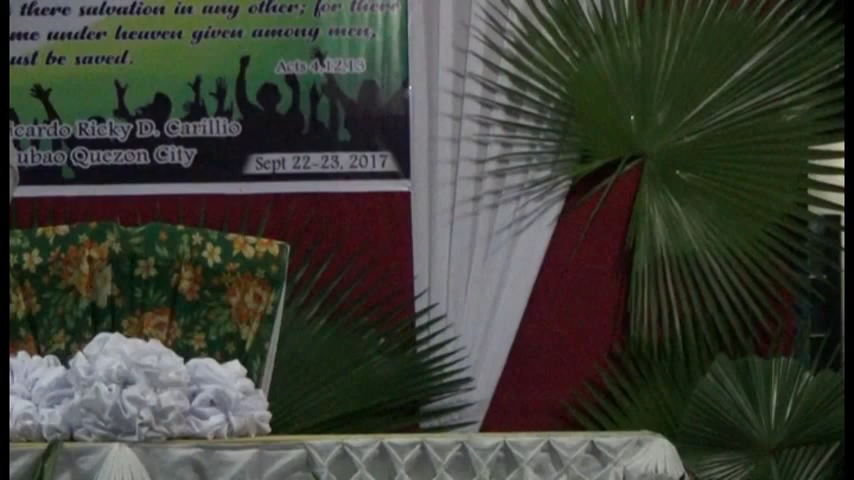 there salvation in any other; for there
me under heaven given among men,
ust be saved.
Acts 4,12,13
icardo Ricky D. Carillio
ubao Quezon City
Sept 22-23, 2017